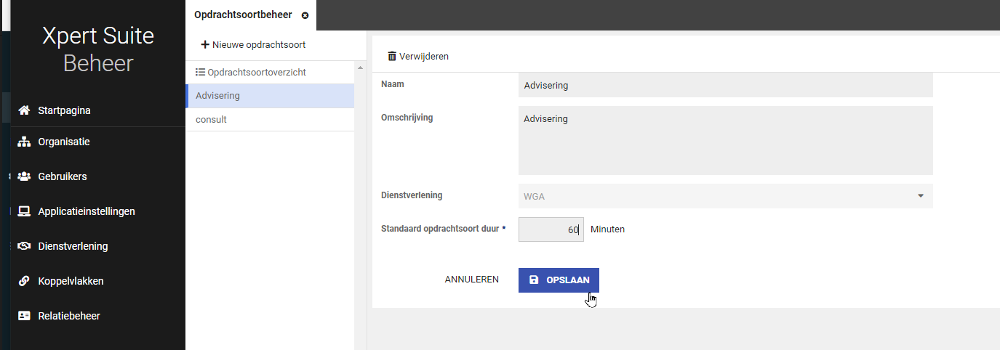 Opdrachtsoortbeheer
Xpert Suite
Beheer
Nieuwe opdrachtsoort
Opdrachtsoortoverzicht
Advisering
consult
Startpagina
Organisatie
Gebruikers
Applicatieinstellingen
Dienstverlening
Koppelvlakken
Relatiebeheer
Verwijderen
Naam Advisering
Omschrijving Advisering
Dienstverlening WGA
Standaard opdrachtsoort duur * 60 Minuten
ANNULEREN OPSLAAN